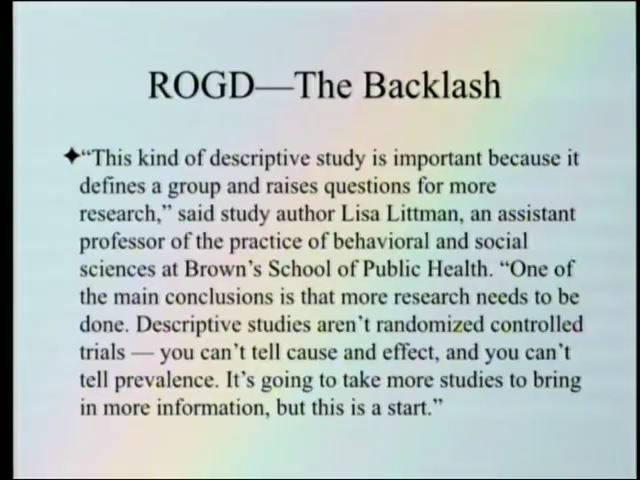 ROGD—The Backlash
✦“This kind of descriptive study is important because it
defines a group and raises questions for more
research,” said study author Lisa Littman, an assistant
professor of the practice of behavioral and social
sciences at Brown’s School of Public Health. “One of
the main conclusions is that more research needs to be
done. Descriptive studies aren’t randomized controlled
trials — you can’t tell cause and effect, and you can’t
tell prevalence. It’s going to take more studies to bring
in more information, but this is a start.”